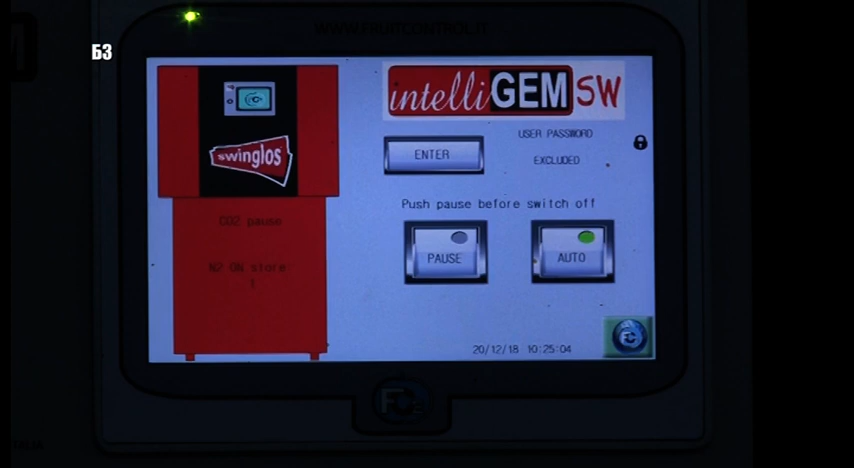 WWW.FRUITCONTROL.IT
Б3
intelliGEM SW
swinglos
ENTER
USER PASSWORD
EXCLUDED
Push pause before switch off
CO2 pause
N2 ON store
1
PAUSE
AUTO
20/12/18 10:25:04